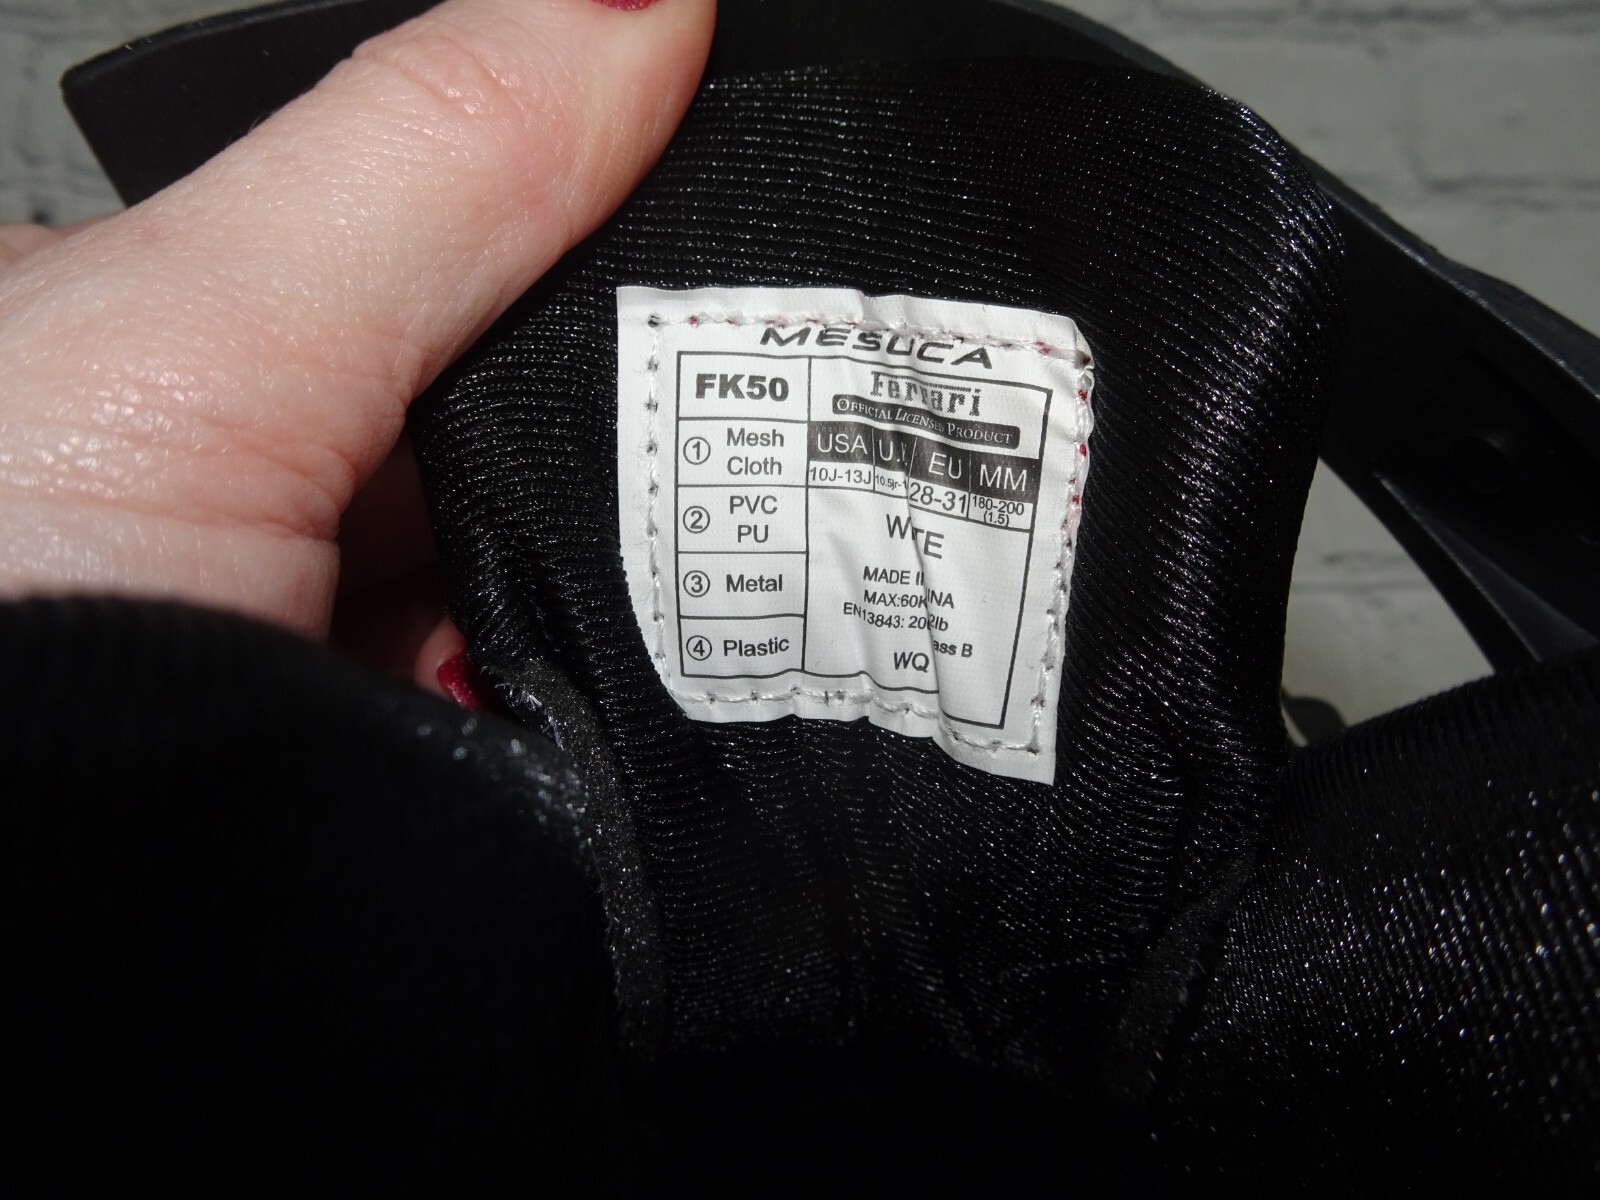 MESUCA
FK50
Ferrari
OFFICIAL LICENSED PRODUCT
USA EU MM
10J-13J 28-31 180-200
(1.5)
① Mesh
Cloth
② PVC
PU
③ Metal
④ Plastic
MADE
EN13843:
B
WQ